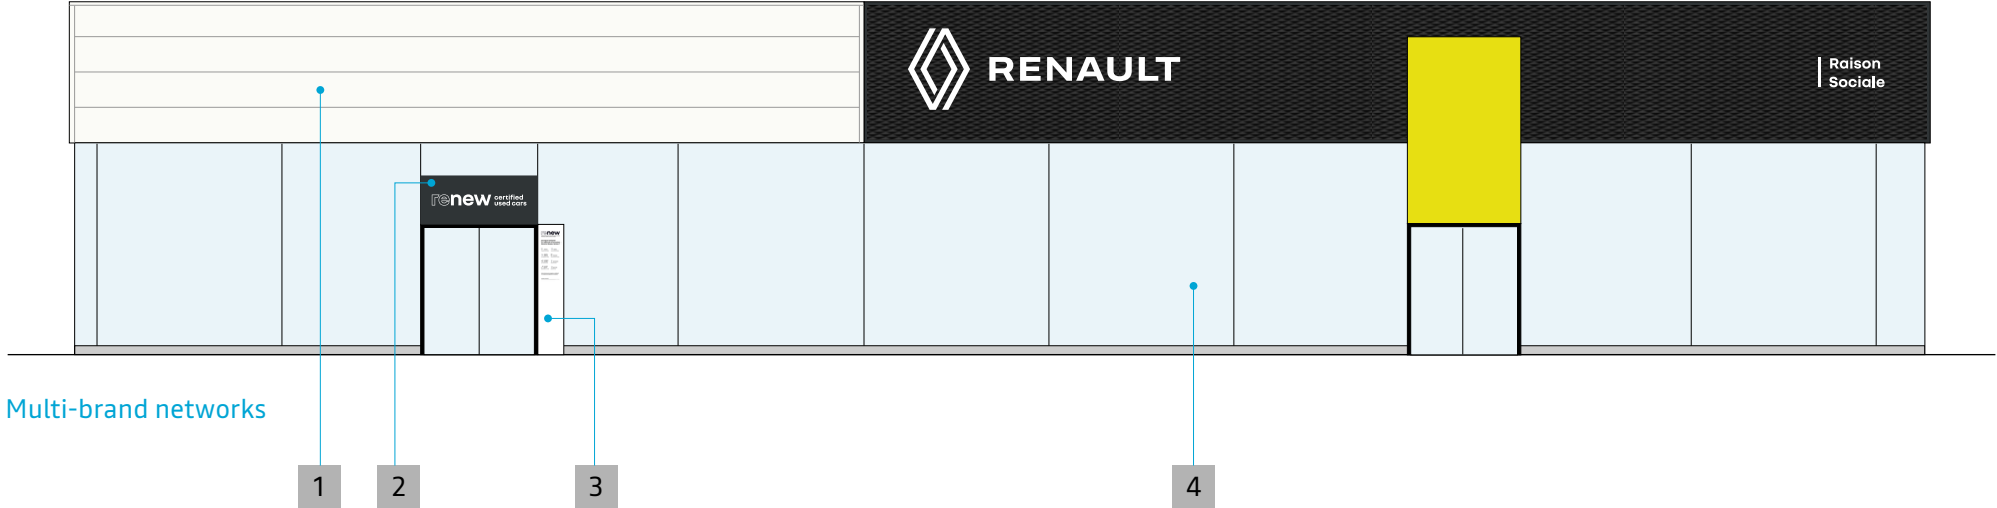 RENAULT
Raison
Sociale
renew certified
used cars
renew
Multi-brand networks
1
2
3
4